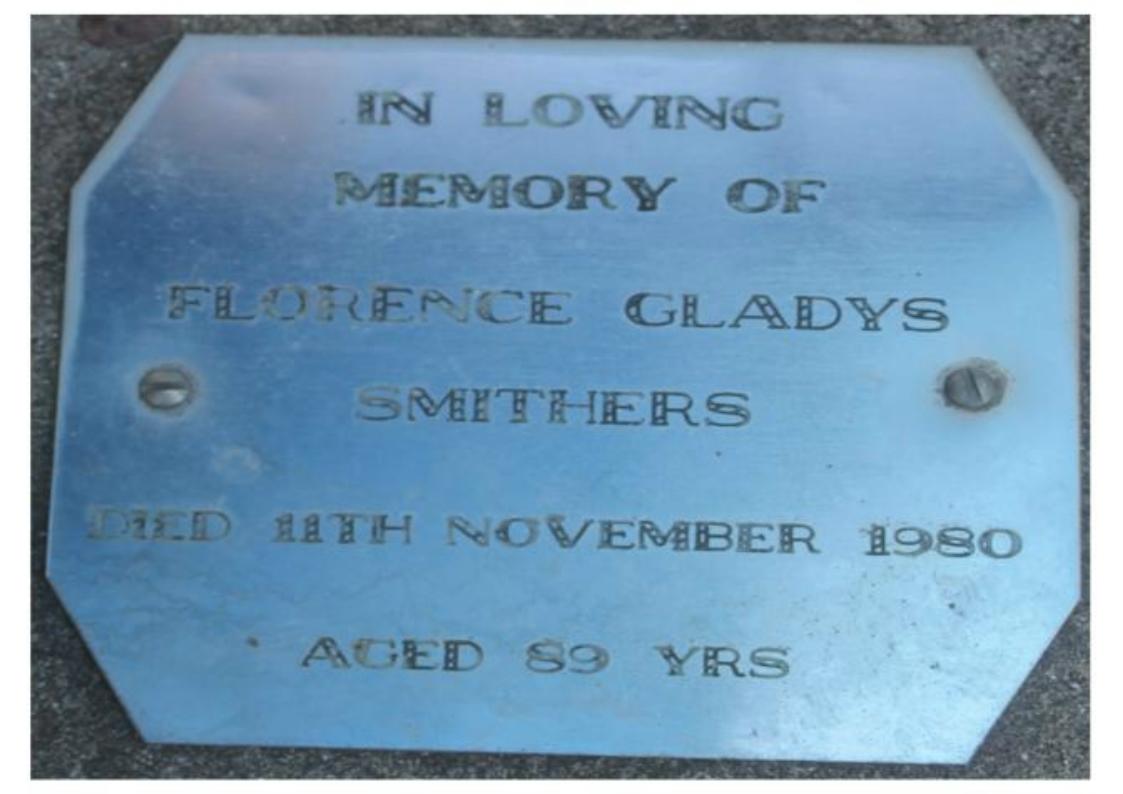 IN LOVING
MEMORY OF
FLORENCE GLADYS
SMITHERS
DIED 11TH NOVEMBER 1980
AGED 89 YRS